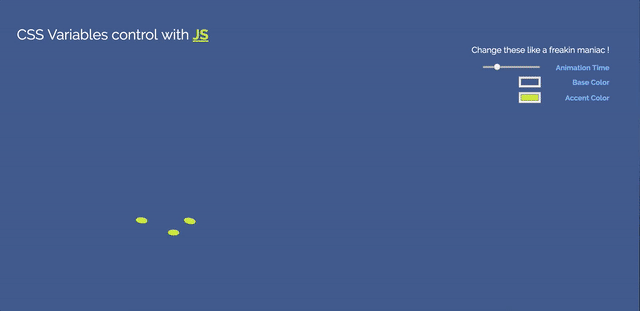 CSS Variables control with JS
Change these like a freakin maniac !
Animation Time
Base Color
Accent Color